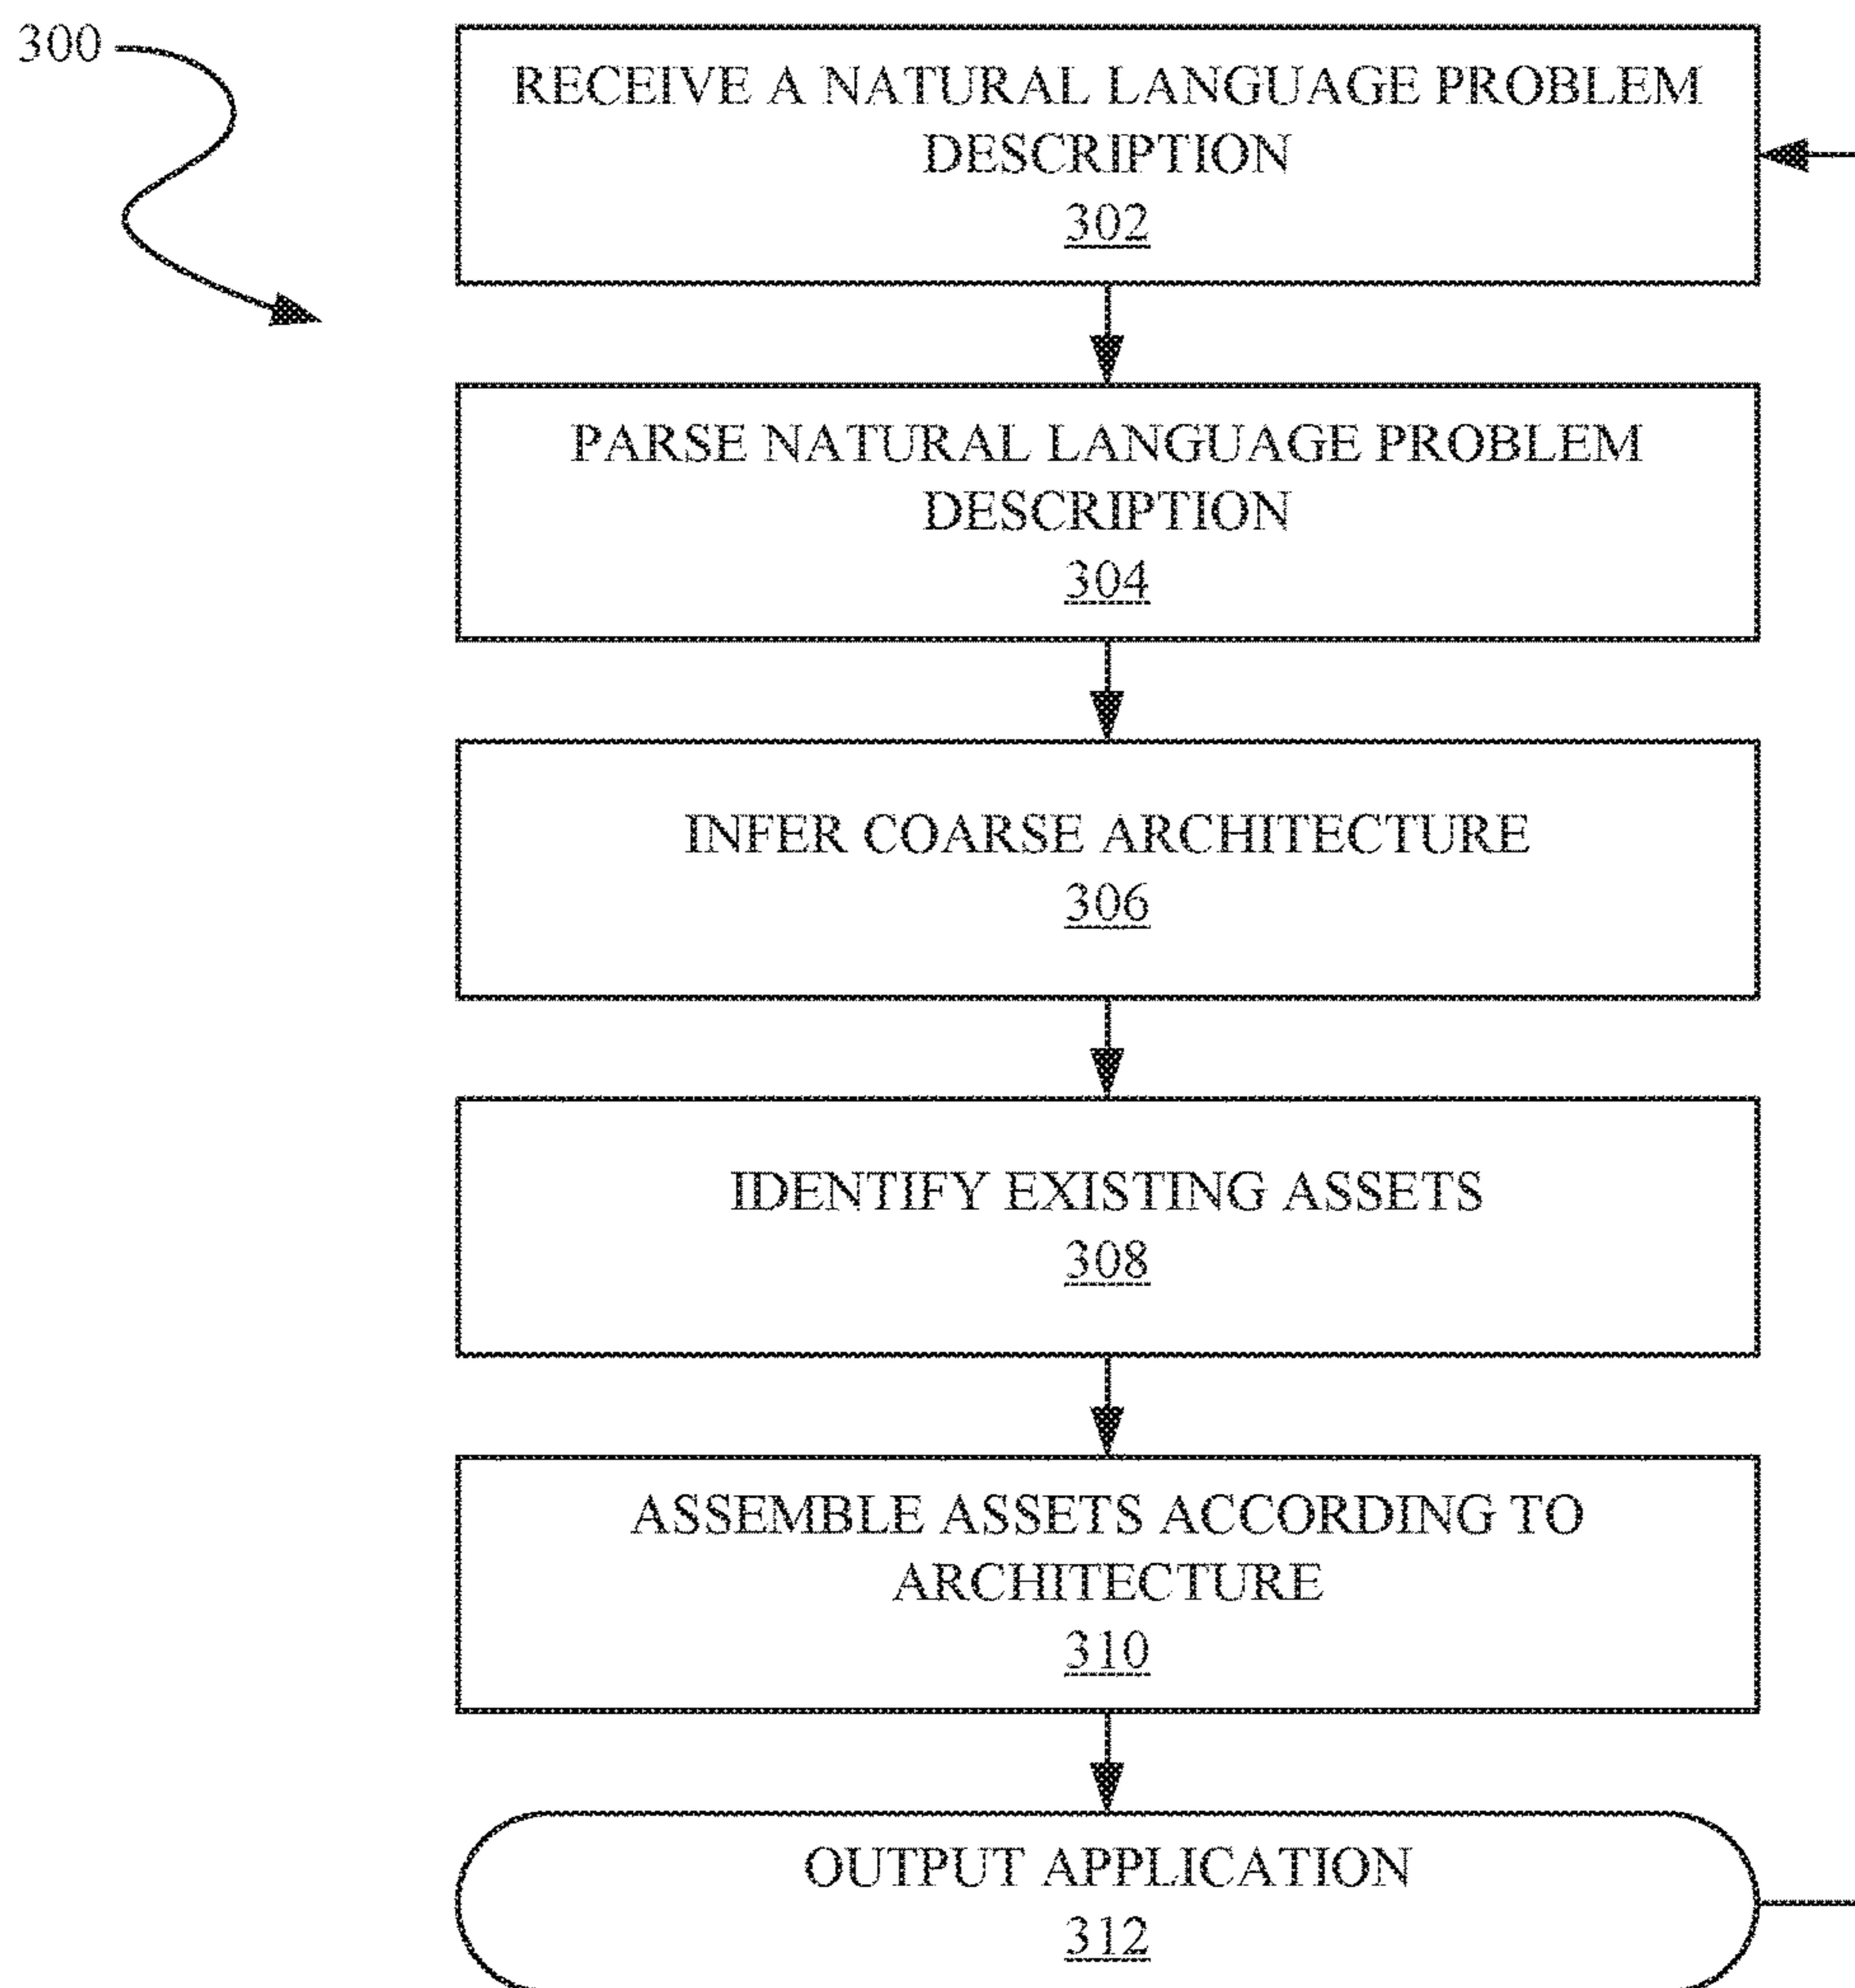 300
RECEIVE A NATURAL LANGUAGE PROBLEM
DESCRIPTION
302
PARSE NATURAL LANGUAGE PROBLEM
DESCRIPTION
304
INFER COARSE ARCHITECTURE
306
IDENTIFY EXISTING ASSETS
308
ASSEMBLE ASSETS ACCORDING TO
ARCHITECTURE
310
OUTPUT APPLICATION
312